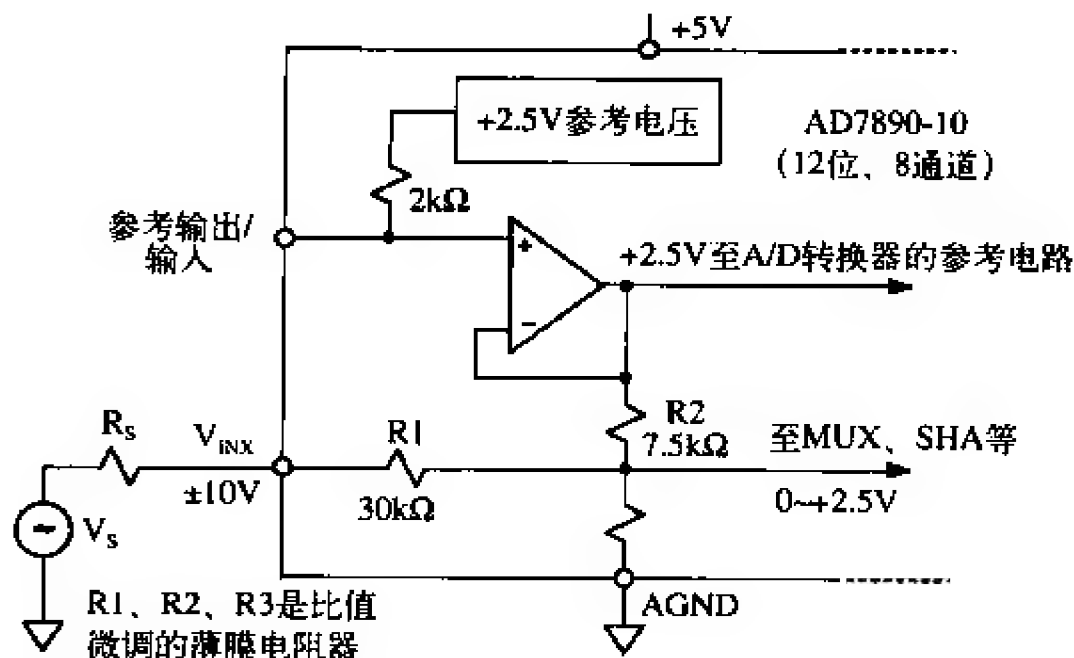 +5V
+2.5V参考电压
AD7890-10
(12位、8通道)
2kΩ
参考输出/
输入
+
+2.5V至A/D转换器的参考电路
−
R2
7.5kΩ
至MUX、SHA等
0~+2.5V
Rs
VINX
±10V
R1
30kΩ
~
Vs
AGND
R1、R2、R3是比值
微调的薄膜电阻器